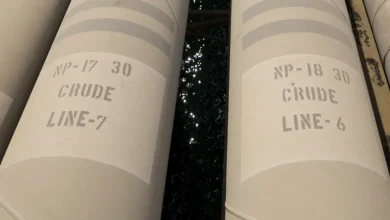 NP-17 30
CRUDE
LINE-7
NP-18 30
CRUDE
LINE-6